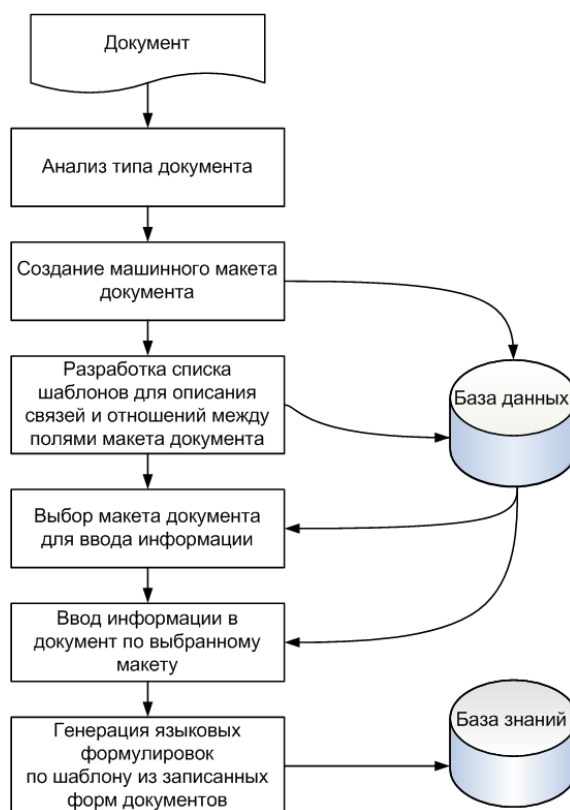 Документ
Анализ типа документа
Создание машинного макета
документа
Разработка списка
шаблонов для описания
связей и отношений между
полями макета документа
База данных
Выбор макета документа
для ввода информации
Ввод информации в
документ по выбранному
макету
Генерация языковых
формулировок
по шаблону из записанных
форм документов
База знаний